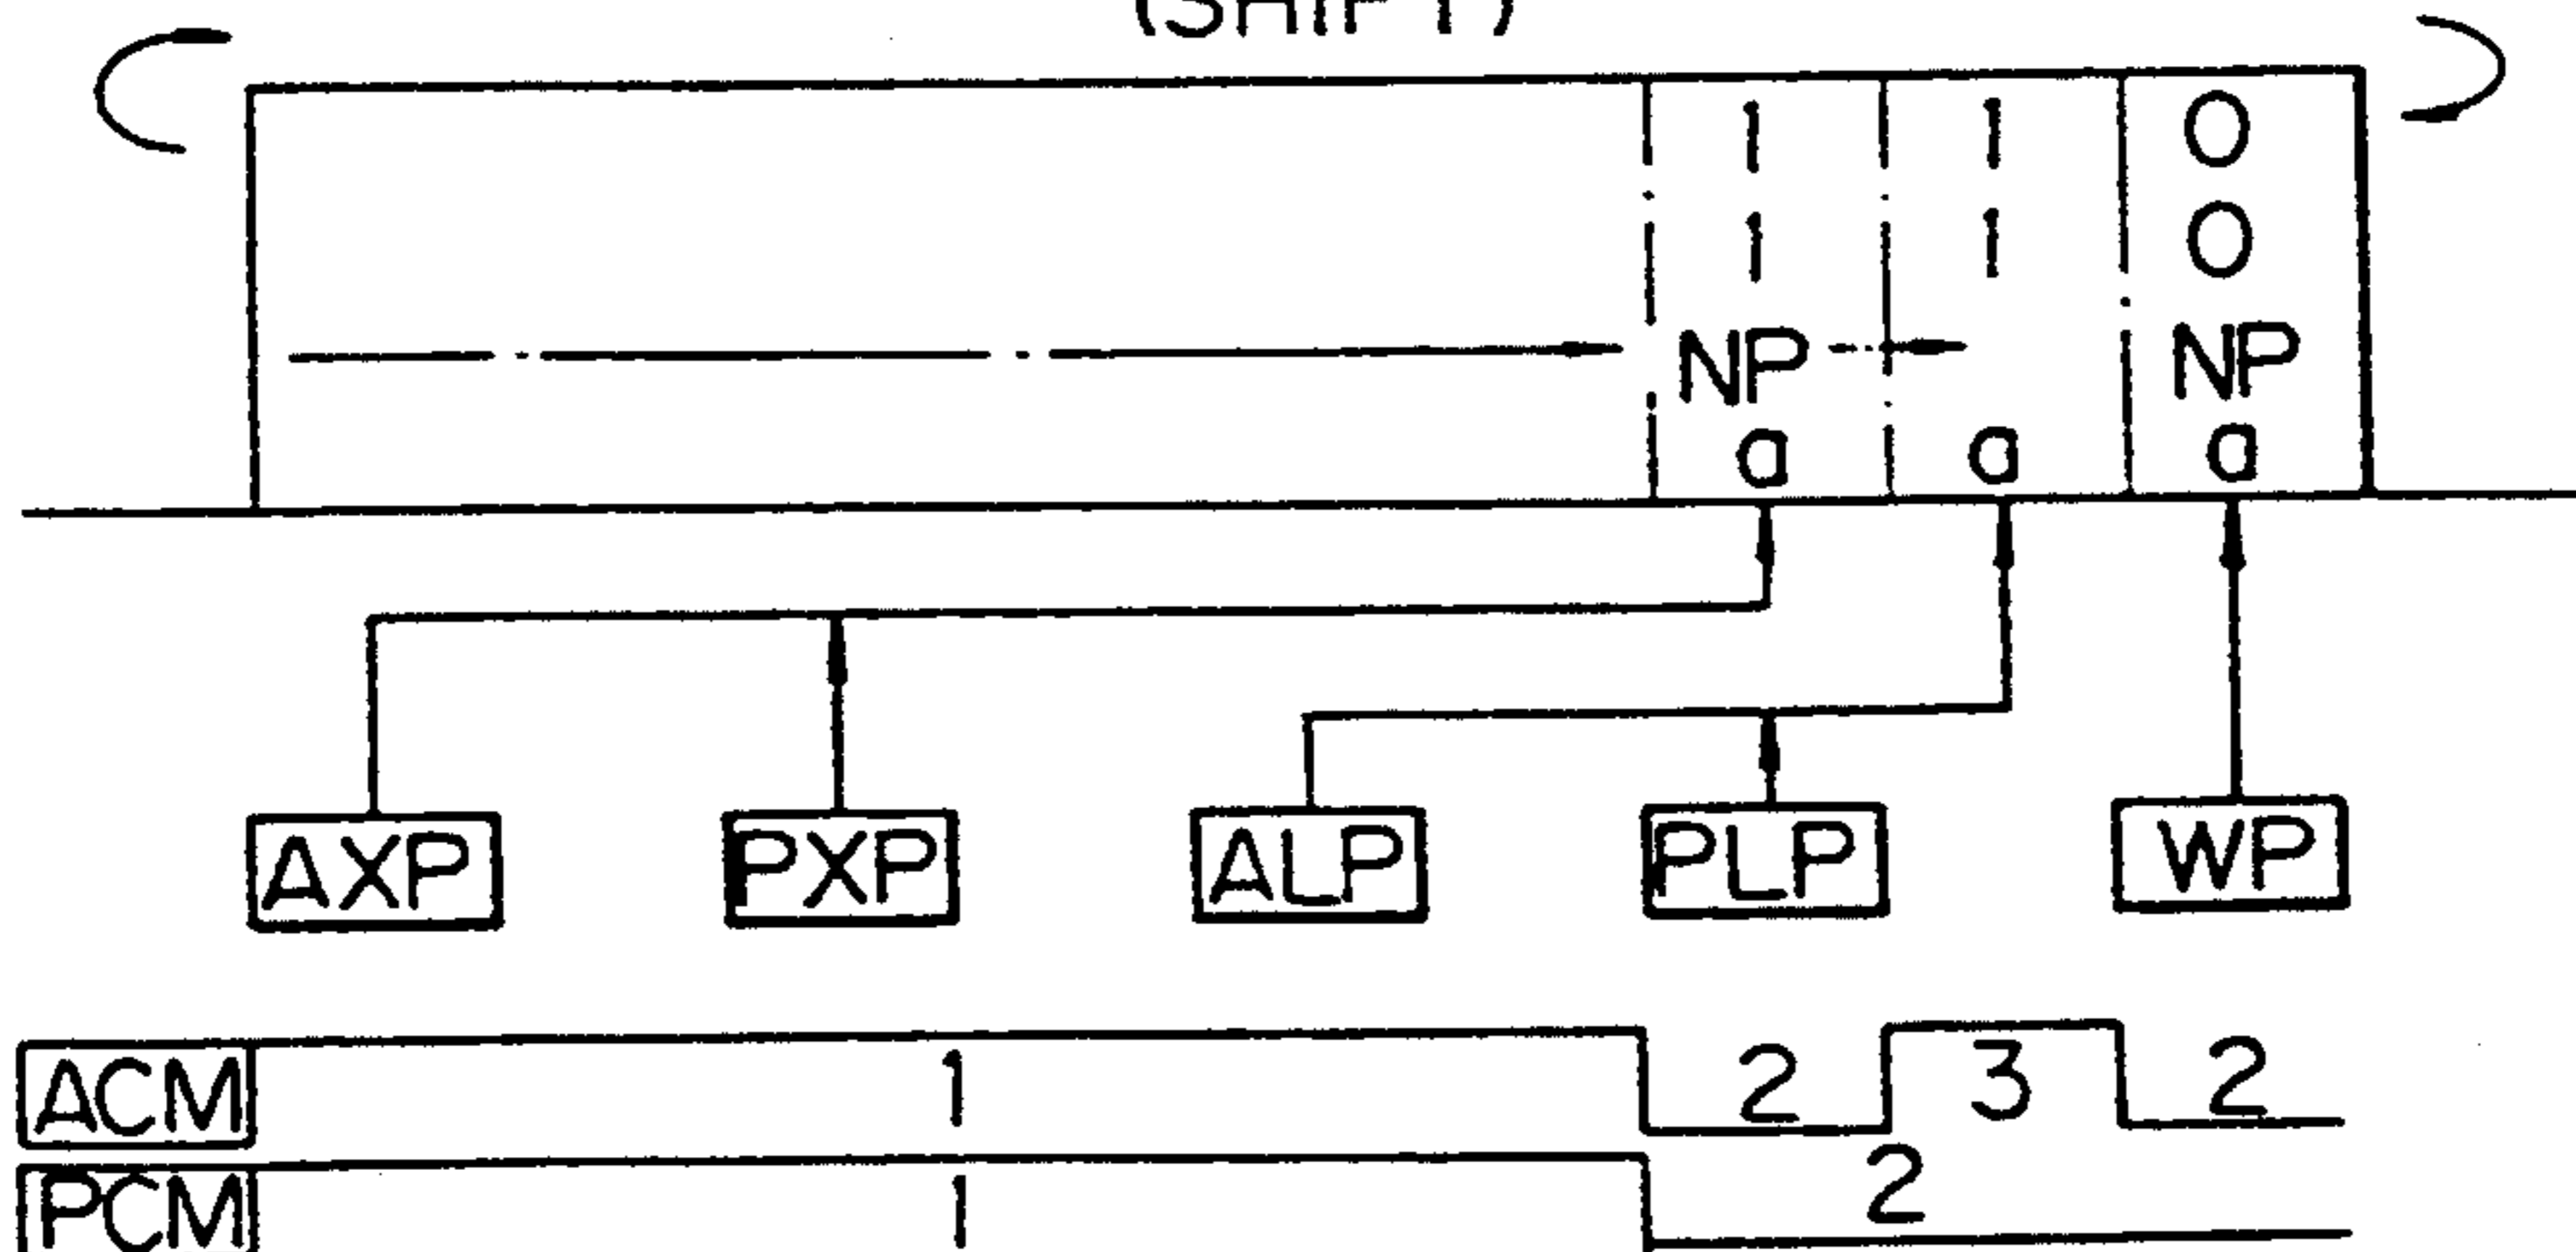 (SHIFT)
1 1 0
1 1 0
NP NP
a a a
AXP PXP ALP PLP WP
ACM 1 2 3 2
PCM 1 2